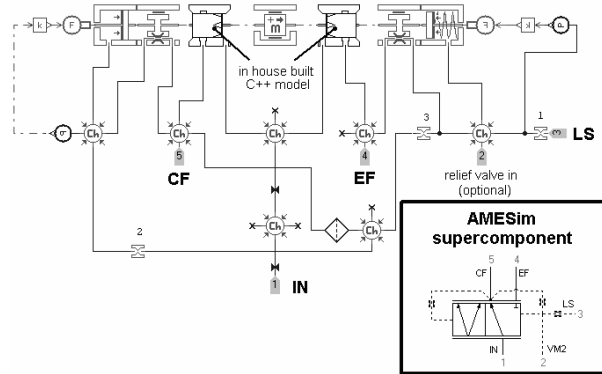 k
F
F
k
p
+
m
in house built
C++ model
3
1
p
Ch
Ch
Ch
Ch
Ch
5
4
2
3
LS
CF
EF
relief valve in
(optional)
Ch
Ch
2
1
IN
AMESim
supercomponent
5
4
CF
EF
LS
3
IN
VM2
1
2